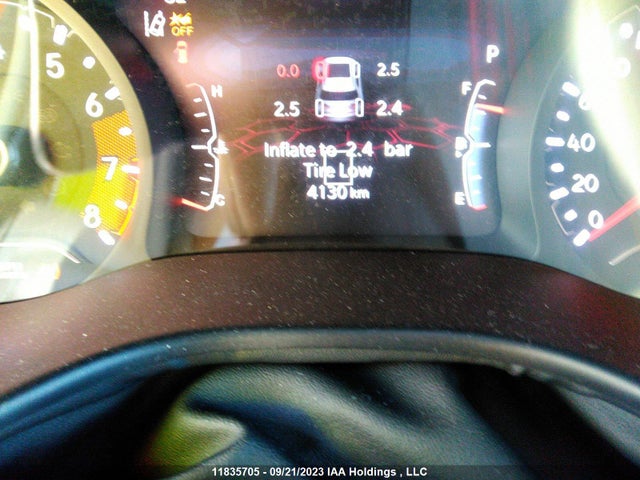 OFF
5
6
7
8
H
C
0.0 2.5
2.5 2.4
Inflate to 2.4 bar
Tire Low
4130 km
P
F
E
60
40
20
0
11835705 - 09/21/2023 IAA Holdings , LLC